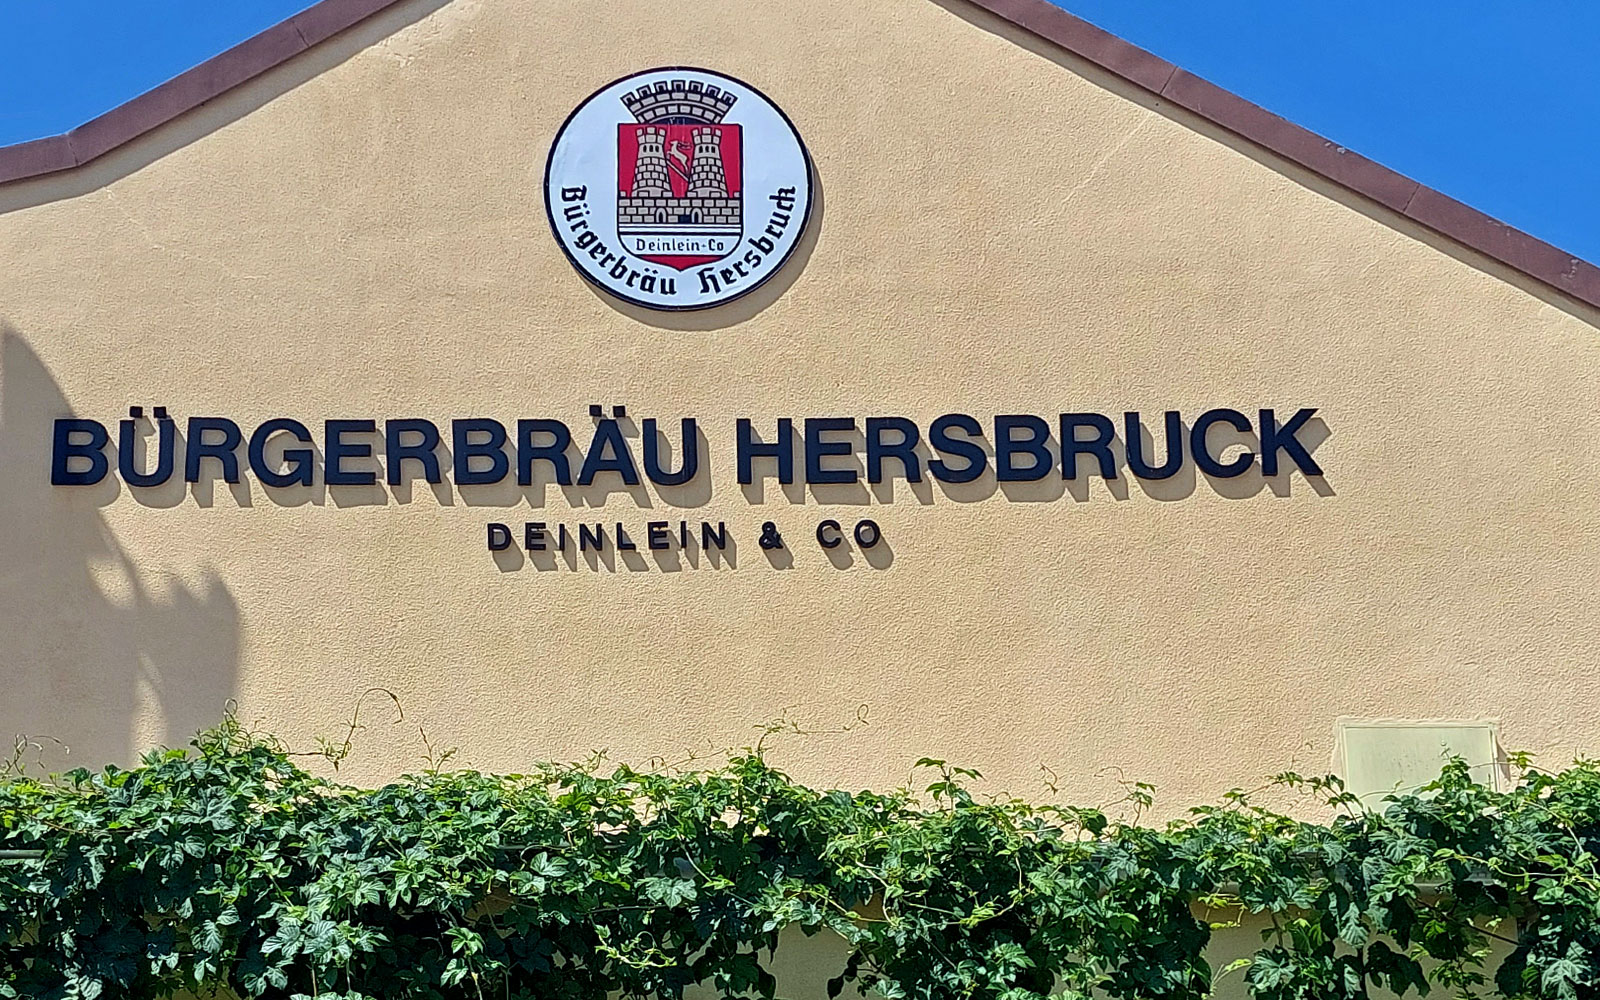 Deinlein-Co
Bürgerbräu Hersbruck
BÜRGERBRÄU HERSBRUCK
DEINLEIN & CO